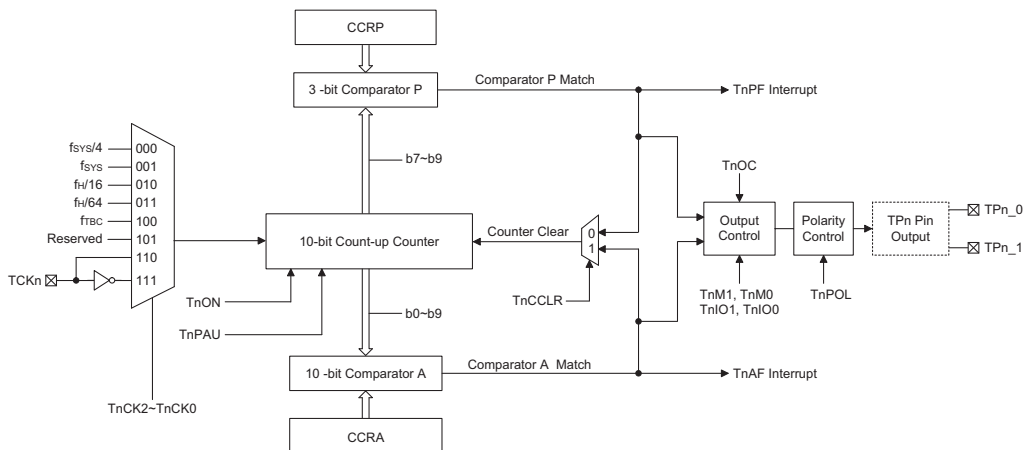 CCRP
3 -bit Comparator P
Comparator P Match
TnPF Interrupt
b7~b9
fSYS/4
000
fSYS
001
fH/16
010
fH/64
011
fTBC
100
Reserved
101
110
TCKn
111
10-bit Count-up Counter
Counter Clear
0
1
TnOC
Output
Control
Polarity
Control
TPn Pin
Output
TPn_0
TPn_1
TnON
TnPAU
b0~b9
TnCCLR
TnM1, TnM0
TnIO1, TnIO0
TnPOL
10 -bit Comparator A
Comparator A  Match
TnAF Interrupt
TnCK2~TnCK0
CCRA